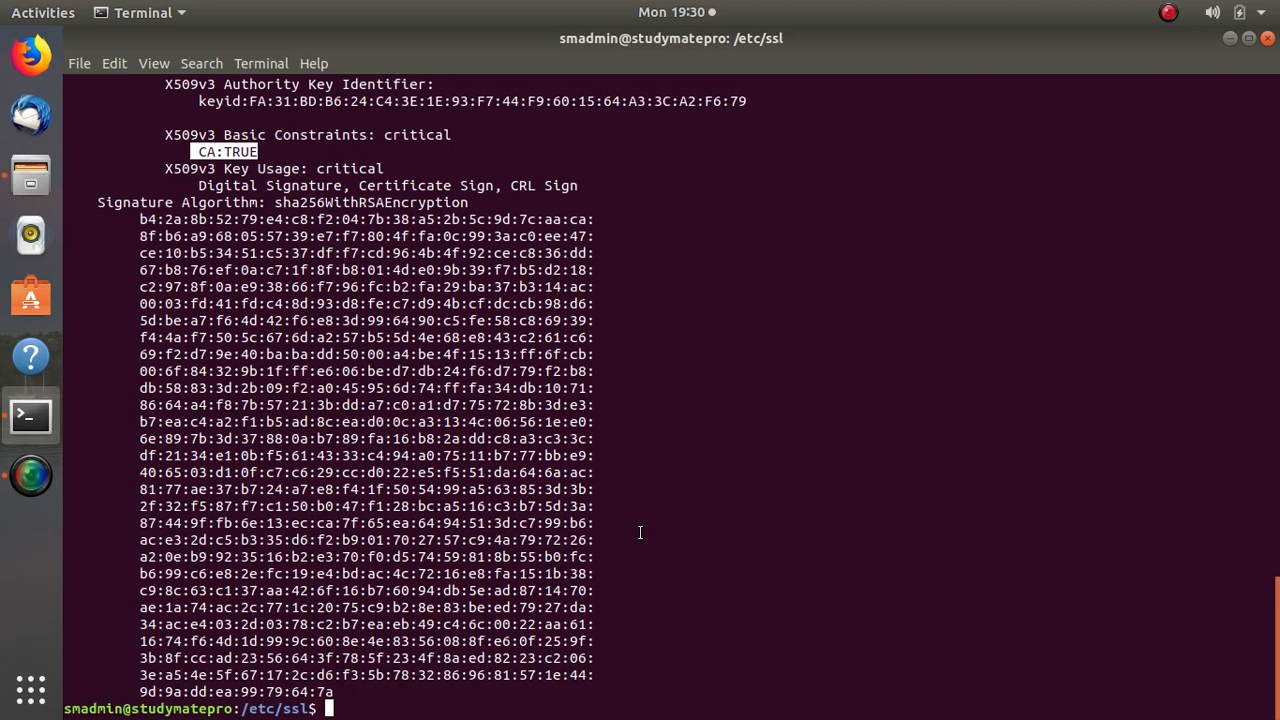 Activities
Terminal
Mon 19:30
smadmin@studymatepro: /etc/ssl
File Edit View Search Terminal Help
X509v3 Authority Key Identifier:
keyid:FA:31:BD:B6:24:C4:3E:1E:93:F7:44:F9:60:15:64:A3:3C:A2:F6:79
X509v3 Basic Constraints: critical
CA:TRUE
X509v3 Key Usage: critical
Digital Signature, Certificate Sign, CRL Sign
Signature Algorithm: sha256WithRSAEncryption
b4:2a:8b:52:79:e4:c8:f2:04:7b:38:a5:2b:5c:9d:7c:aa:ca:
8f:b6:a9:68:05:57:39:e7:f7:80:4f:fa:0c:99:3a:c0:ee:47:
ce:10:b5:34:51:c5:37:df:f7:cd:96:4b:4f:92:ce:c8:36:dd:
67:b8:76:ef:0a:c7:1f:8f:b8:01:4d:e0:9b:39:f7:b5:d2:18:
c2:97:8f:0a:e9:38:66:f7:96:fc:b2:fa:29:ba:37:b3:14:ac:
00:03:fd:41:fd:c4:8d:93:d8:fe:c7:d9:4b:cf:dc:cb:98:d6:
5d:be:a7:f6:4d:42:f6:e8:3d:99:64:90:c5:fe:58:c8:69:39:
f4:4a:f7:50:5c:67:6d:a2:57:b5:5d:4e:68:e8:43:c2:61:c6:
69:f2:d7:9e:40:ba:ba:dd:50:00:a4:be:4f:15:13:ff:6f:cb:
00:6f:84:32:9b:1f:ff:e6:06:be:d7:db:24:f6:d7:79:f2:b8:
db:58:83:3d:2b:09:f2:a0:45:95:6d:74:ff:fa:34:db:10:71:
86:64:a4:f8:7b:57:21:3b:dd:a7:c0:a1:d7:75:72:8b:3d:e3:
b7:ea:c4:a2:f1:b5:ad:8c:ea:d0:0c:a3:13:4c:06:56:1e:e0:
6e:89:7b:3d:37:88:0a:b7:89:fa:16:b8:2a:dd:c8:a3:c3:3c:
df:21:34:e1:0b:f5:61:43:33:c4:94:a0:75:11:b7:77:bb:e9:
40:65:03:d1:0f:c7:c6:29:cc:d0:22:e5:f5:51:da:64:6a:ac:
81:77:ae:37:b7:24:a7:e8:f4:1f:50:54:99:a5:63:85:3d:3b:
2f:32:f5:87:f7:c1:50:b0:47:f1:28:bc:a5:16:c3:b7:5d:3a:
87:44:9f:fb:6e:13:ec:ca:7f:65:ea:64:94:51:3d:c7:99:b6:
ac:e3:2d:c5:b3:35:d6:f2:b9:01:70:27:57:c9:4a:79:72:26:
a2:0e:b9:92:35:16:b2:e3:70:f0:d5:74:59:81:8b:55:b0:fc:
b6:99:c6:e8:2e:fc:19:e4:bd:ac:4c:72:16:e8:fa:15:1b:38:
c9:8c:63:c1:37:aa:42:6f:16:b7:60:94:db:5e:ad:87:14:70:
ae:1a:74:ac:2c:77:1c:20:75:c9:b2:8e:83:be:ed:79:27:da:
34:ac:e4:03:2d:03:78:c2:b7:ea:eb:49:c4:6c:00:22:aa:61:
16:74:f6:4d:1d:99:9c:60:8e:4e:83:56:08:8f:e6:0f:25:9f:
3b:8f:cc:ad:23:56:64:3f:78:5f:23:4f:8a:ed:82:23:c2:06:
3e:a5:4e:5f:67:17:2c:d6:f3:5b:78:32:86:96:81:57:1e:44:
9d:9a:dd:ea:99:79:64:7a
smadmin@studymatepro:/etc/ssl$